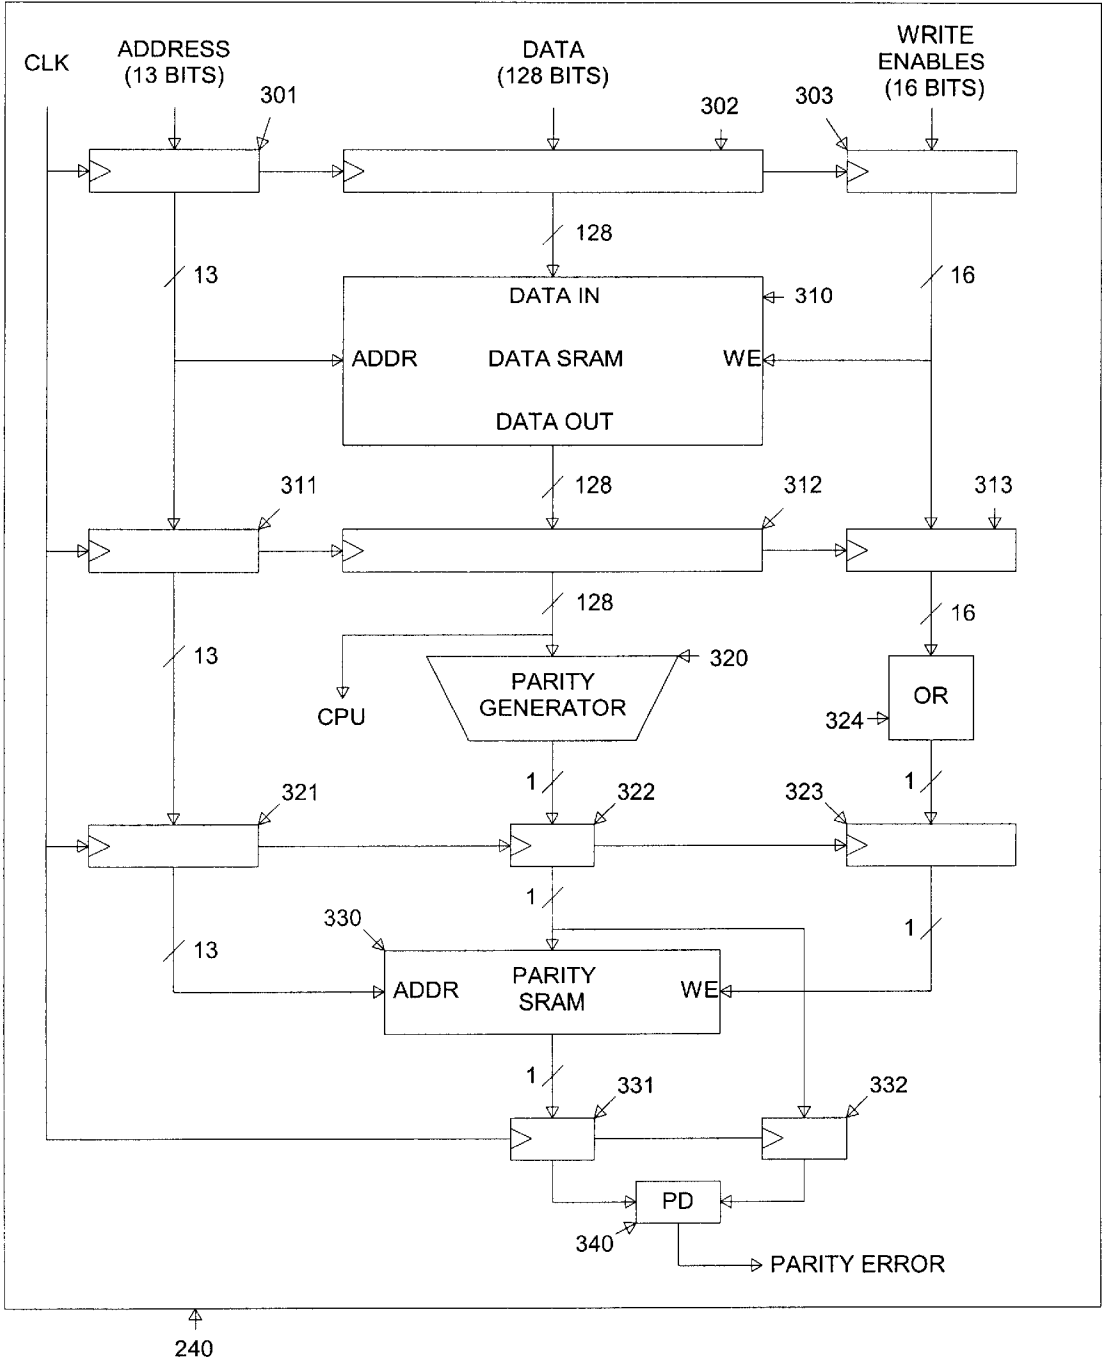 CLK
ADDRESS
(13 BITS)
DATA
(128 BITS)
WRITE
ENABLES
(16 BITS)
301
302
303
128
13
16
DATA IN
310
ADDR
DATA SRAM
WE
DATA OUT
311
128
312
313
128
16
13
320
PARITY
GENERATOR
CPU
OR
324
1
1
321
322
323
1
1
330
13
ADDR
PARITY
SRAM
WE
1
331
332
PD
340
PARITY ERROR
240